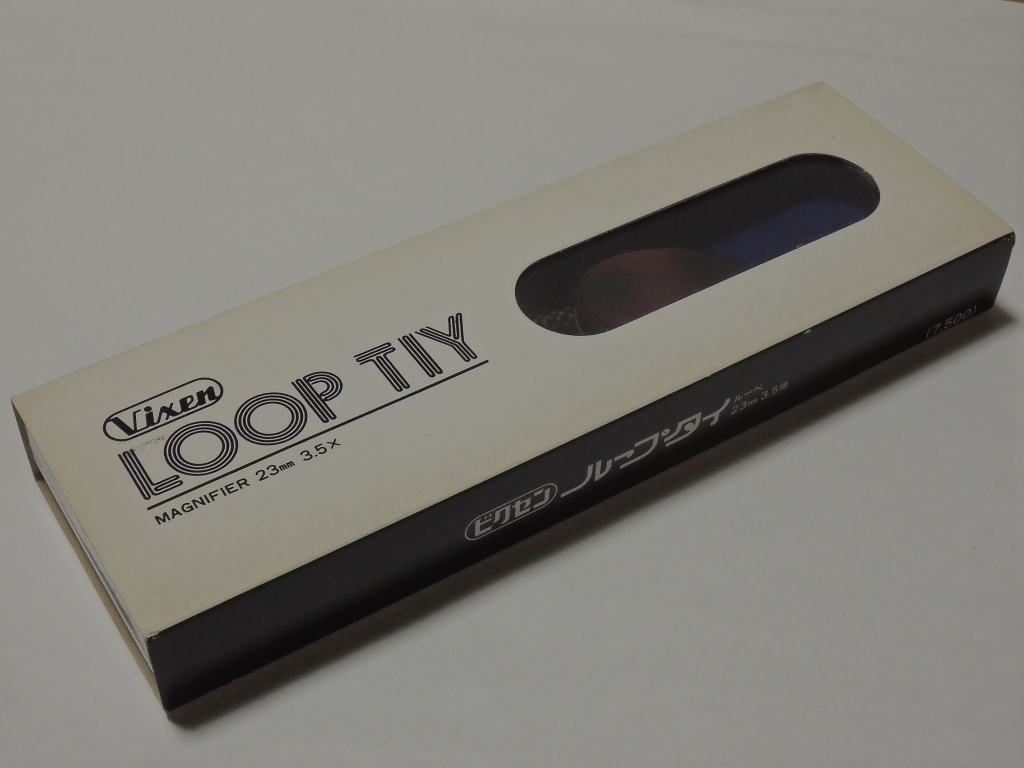 Vixen
LOOP TIY
MAGNIFIER 23mm 3.5×
ビクセン ループタイ
ルーペ
23mm 3.5倍
(7,500)